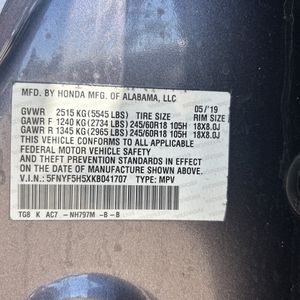 MFD. BY HONDA MFG. OF ALABAMA, LLC
05/'19
GVWR 2515 KG (5545 LBS) TIRE SIZE RIM SIZE
GAWR F 1240 KG (2734 LBS) 245/60R18 105H 18X8.0J
GAWR R 1345 KG (2965 LBS) 245/60R18 105H 18X8.0J
THIS VEHICLE CONFORMS TO ALL APPLICABLE
FEDERAL MOTOR VEHICLE SAFETY
AND THEFT PREVENTION STANDARDS IN EFFECT
ON THE DATE OF MANUFACTURE SHOWN ABOVE.
V.I.N.: 5FNYF5H5XKB041707 TYPE: MPV
TG8 K AC7 -NH797M -B -B